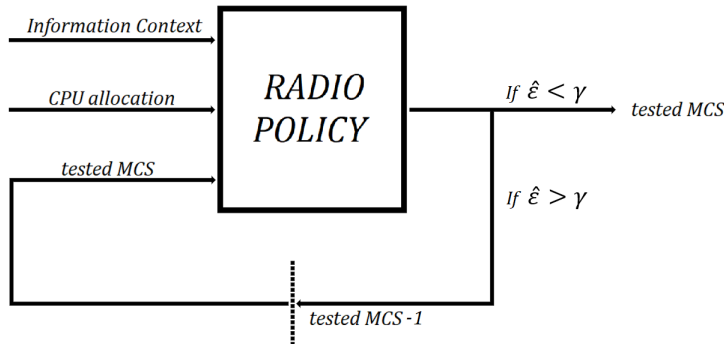 Information Context
CPU allocation
tested MCS
RADIO
POLICY
If ε̂ < γ
tested MCS
If ε̂ > γ
tested MCS -1